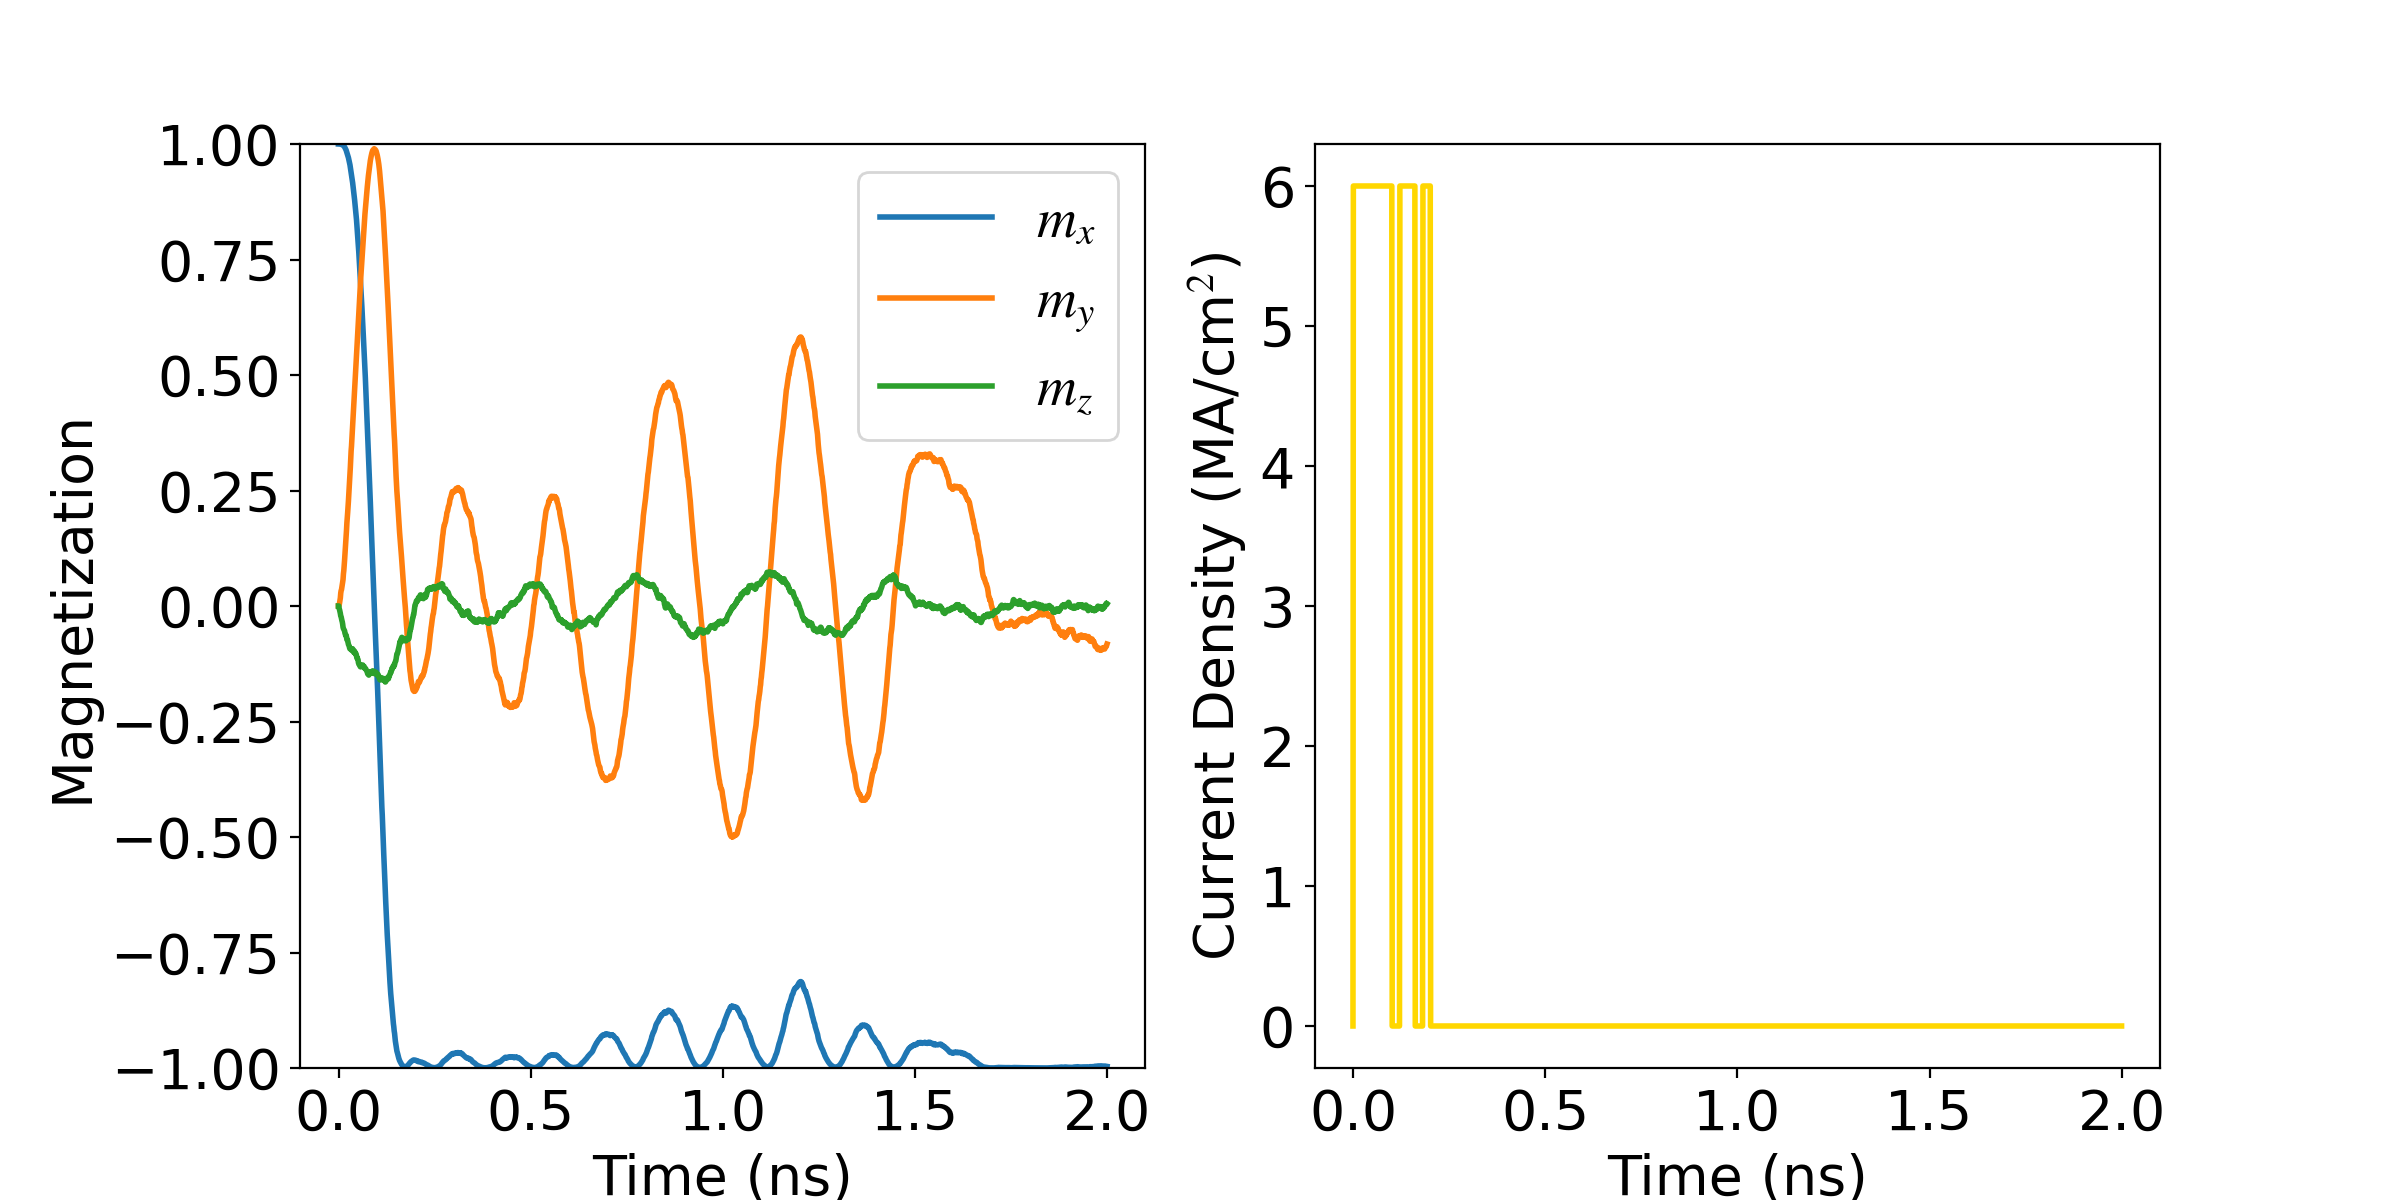 1.00
0.75
0.50
0.25
0.00
−0.25
−0.50
−0.75
−1.00
Magnetization
0.0 0.5 1.0 1.5 2.0
Time (ns)
m_x
m_y
m_z
6
5
4
3
2
1
0
Current Density (MA/cm²)
0.0 0.5 1.0 1.5 2.0
Time (ns)